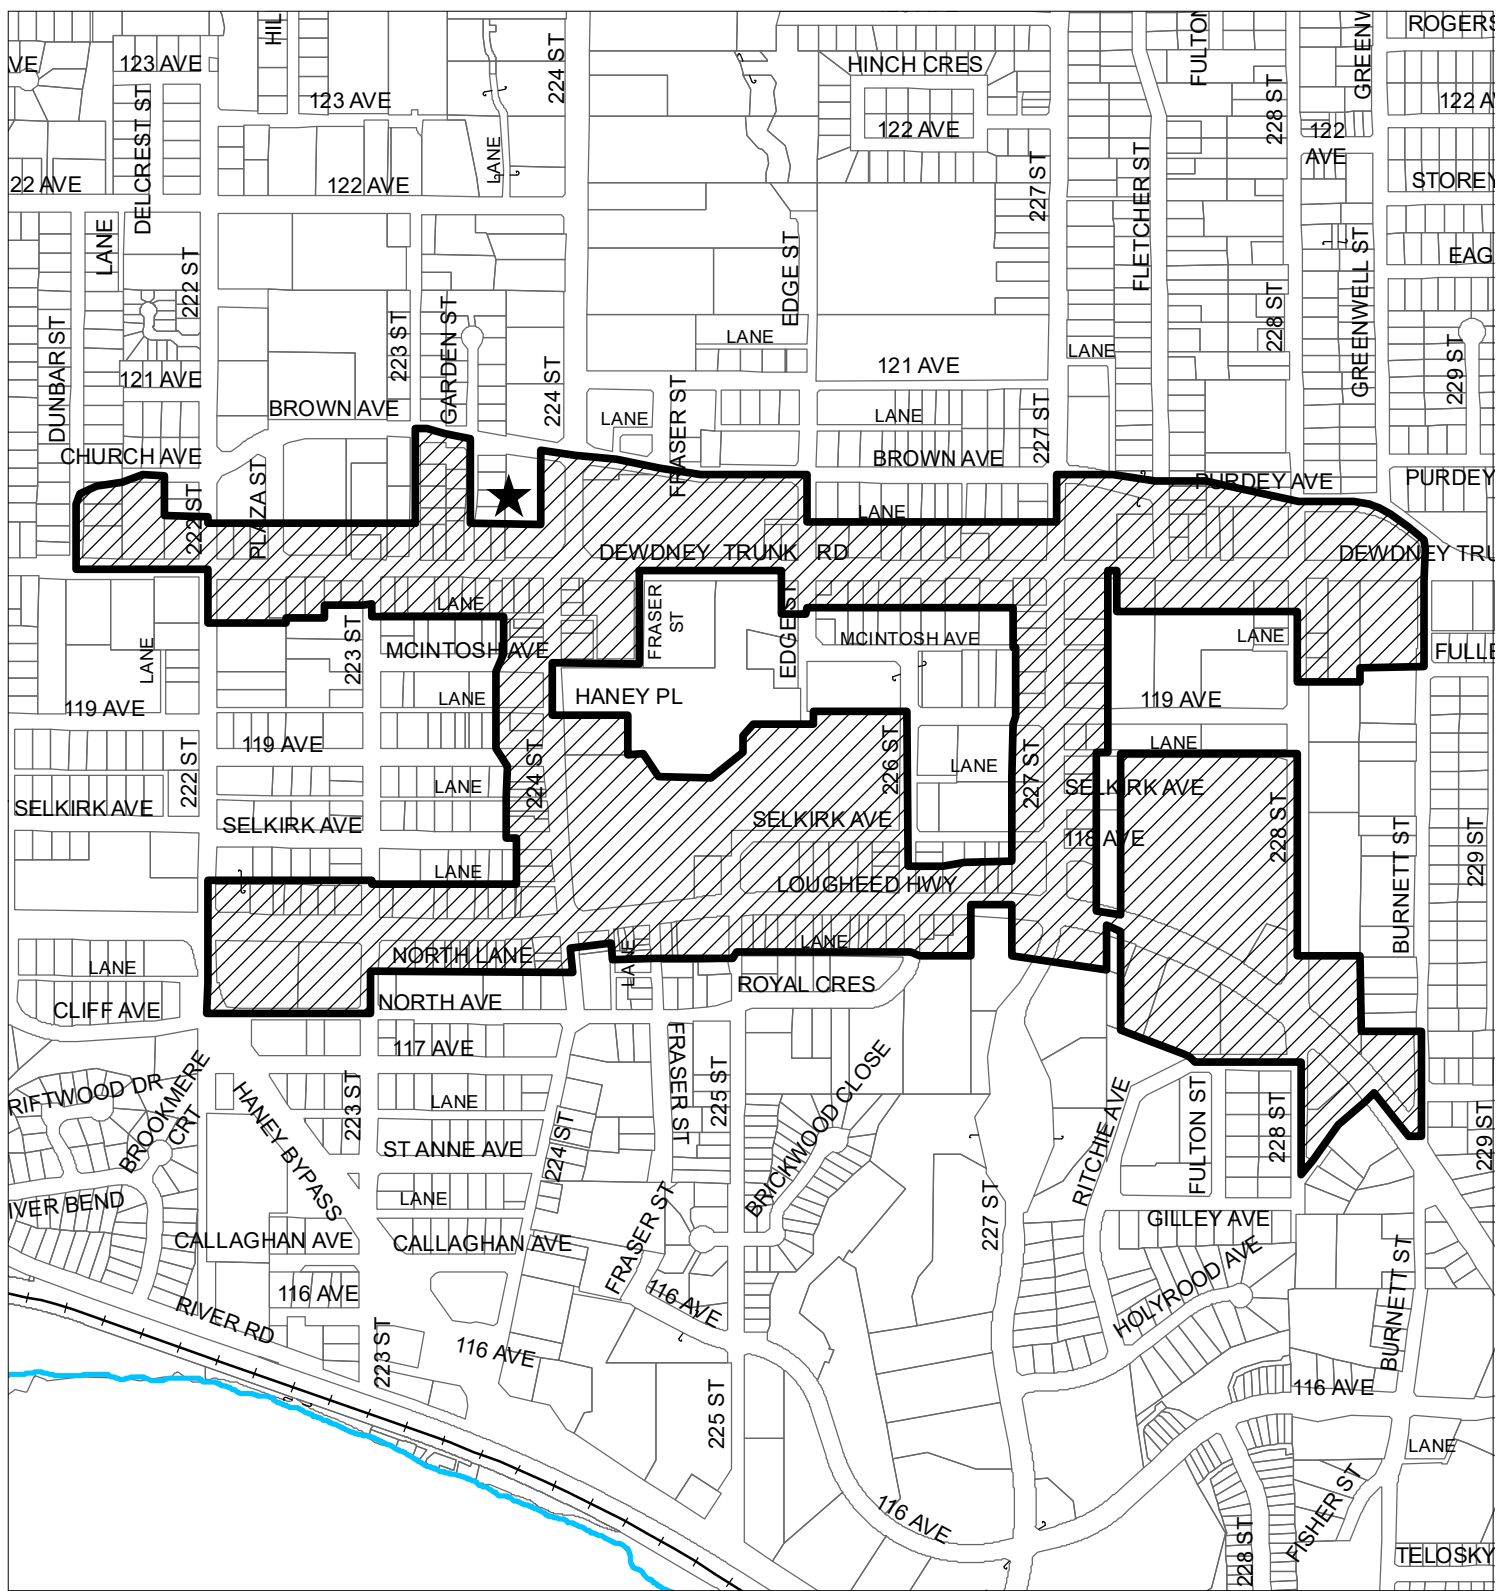 HIL
ROGERS
VE
123 AVE
224 ST
HINCH CRES
FULTON
GREENW
123 AVE
228 ST
122 A
DELCREST ST
122 AVE
122
AVE
LANE
22 AVE
122 AVE
227 ST
FLETCHER ST
STOREY
LANE
222 ST
EDGE ST
GREENWELL ST
EAG
DUNBAR ST
223 ST
GARDEN ST
LANE
228 ST
LANE
121 AVE
224 ST
121 AVE
229 ST
BROWN AVE
LANE
FRASER ST
LANE
227 ST
CHURCH AVE
BROWN AVE
PURDEY AVE
PURDEY
222 ST
PLAZA ST
LANE
DEWDNEY TRUNK RD
DEWDNEY TRU
LANE
FRASER
ST
EDGE ST
MCINTOSH AVE
LANE
LANE
223 ST
MCINTOSH AVE
FULLE
119 AVE
LANE
HANEY PL
119 AVE
222 ST
119 AVE
224 ST
226 ST
LANE
227 ST
LANE
SELKIRK AVE
LANE
SELKIRK AVE
SELKIRK AVE
SELKIRK AVE
118 AVE
228 ST
BURNETT ST
229 ST
LANE
LOUGHEED HWY
LANE
NORTH LANE
LANE
LANE
CLIFF AVE
NORTH AVE
ROYAL CRES
117 AVE
FRASER ST
225 ST
BRICKWOOD CLOSE
RIFTWOOD DR
BROOKMERE
CRT
HANEY BYPASS
223 ST
LANE
ST ANNE AVE
224 ST
RITCHIE AVE
FULTON ST
228 ST
229 ST
IVER BEND
LANE
227 ST
CALLAGHAN AVE
CALLAGHAN AVE
FRASER ST
GILLEY AVE
116 AVE
116 AVE
HOLYROOD AVE
BURNETT ST
RIVER RD
223 ST
116 AVE
225 ST
116 AVE
LANE
116 AVE
228 ST
FISHER ST
TELOSKY